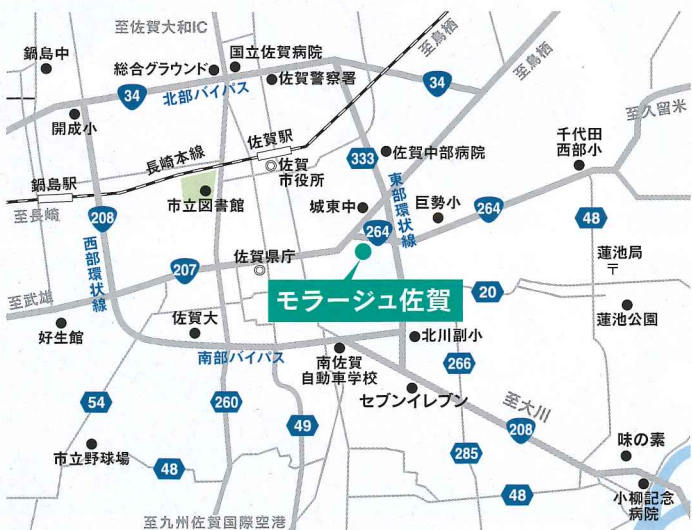 至佐賀大和IC
鍋島中
国立佐賀病院
総合グラウンド
佐賀警察署
至鳥栖
至鳥栖
34
北部バイパス
34
開成小
至久留米
佐賀駅
長崎本線
333
佐賀中部病院
千代田
西部小
佐賀
市役所
鍋島駅
市立図書館
城東中
東部環状線
巨勢小
264
48
至長崎
208
264
西部環状線
佐賀県庁
207
蓮池局
〒
20
至武雄
モラージュ佐賀
蓮池公園
佐賀大
好生館
南部バイパス
北川副小
南佐賀
自動車学校
266
セブンイレブン
至大川
54
260
49
208
市立野球場
48
285
味の素
48
小柳記念
病院
至九州佐賀国際空港